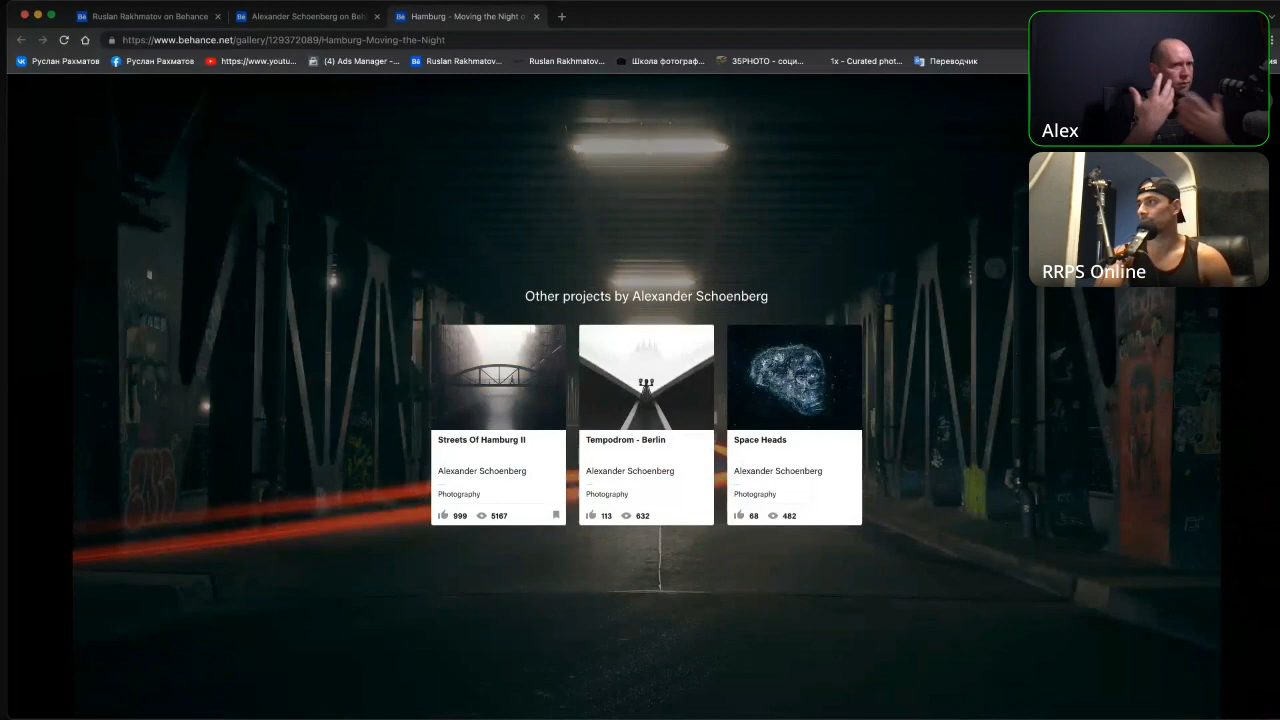 Ruslan Rakhmatov on Behance
Alexander Schoenberg on Beh
Hamburg - Moving the Night o
https://www.behance.net/gallery/129372089/Hamburg-Moving-the-Night
Руслан Рахматов
Руслан Рахматов
https://www.youtu...
(4) Ads Manager -...
Ruslan Rakhmatov...
Ruslan Rakhmatov...
Школа фотограф...
35PHOTO - соци...
1x - Curated phot...
Переводчик
Alex
RRPS Online
Other projects by Alexander Schoenberg
Streets Of Hamburg II
Alexander Schoenberg
Photography
999 5167
Tempodrom - Berlin
Alexander Schoenberg
Photography
113 632
Space Heads
Alexander Schoenberg
Photography
68 482